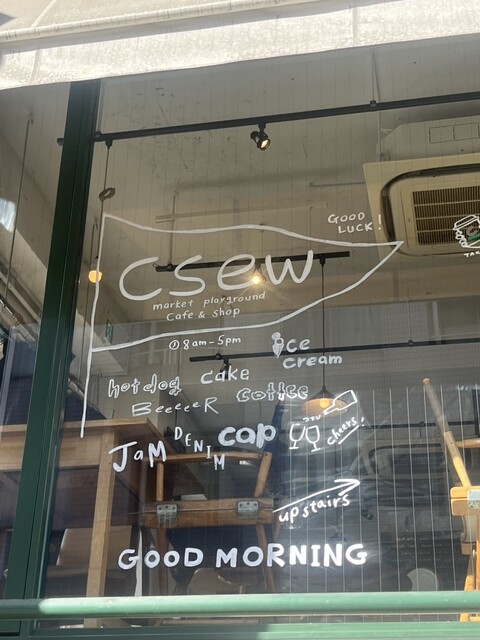 GOOD
LUCK!
csew
market playground
Cafe & shop
8am-5pm
ice
cream
hotdog cake coffee
BeeeeeR
JaM DENIM cap
cheers!
upstairs
GOOD MORNING